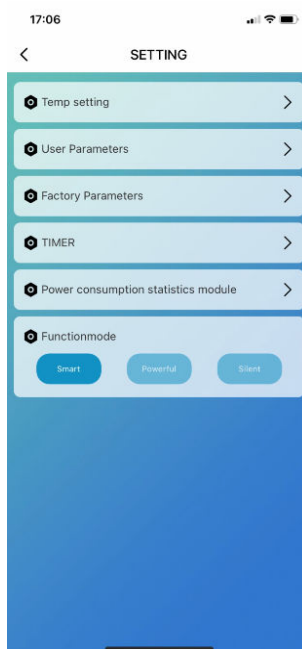 17:06
SETTING
Temp setting
User Parameters
Factory Parameters
TIMER
Power consumption statistics module
Functionmode
Smart Powerful Silent